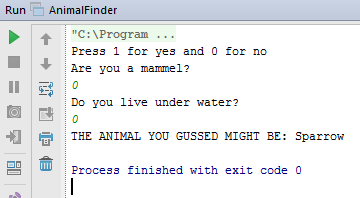 Run AnimalFinder
"C:\Program ...
Press 1 for yes and 0 for no
Are you a mammel?
0
Do you live under water?
0
THE ANIMAL YOU GUSSED MIGHT BE: Sparrow
Process finished with exit code 0